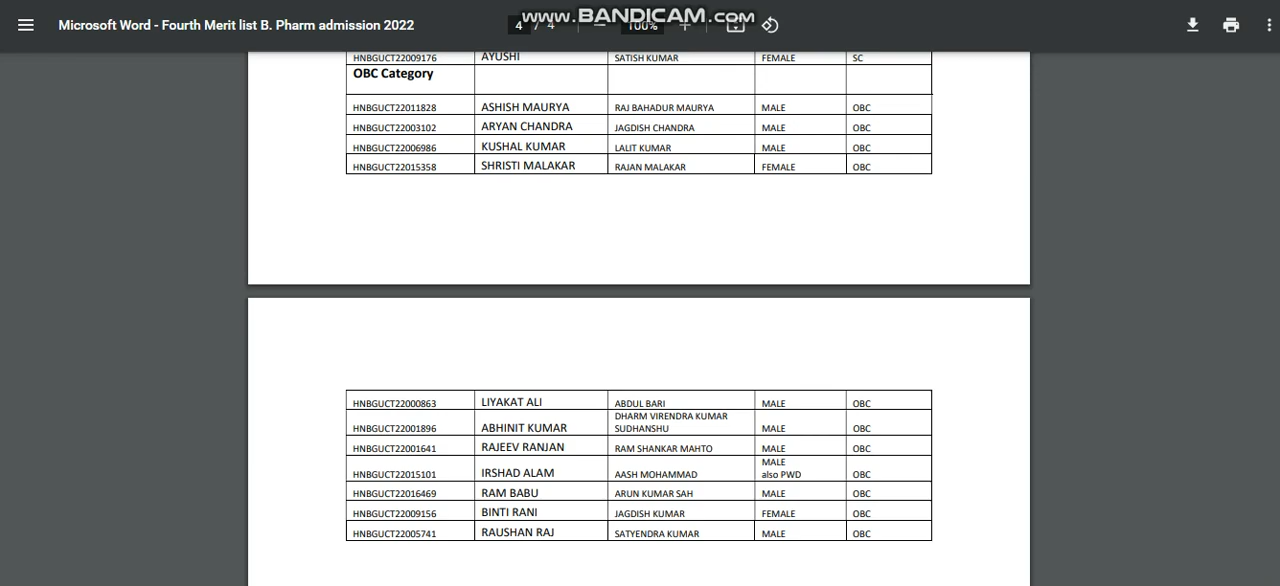 Microsoft Word - Fourth Merit list B. Pharm admission 2022 4 / 4 100%
www.BANDICAM.com
HNBGUCT22009176 AYUSHI SATISH KUMAR FEMALE SC
OBC Category
HNBGUCT22011828 ASHISH MAURYA RAJ BAHADUR MAURYA MALE OBC
HNBGUCT22003102 ARYAN CHANDRA JAGDISH CHANDRA MALE OBC
HNBGUCT22006986 KUSHAL KUMAR LALIT KUMAR MALE OBC
HNBGUCT22015358 SHRISTI MALAKAR RAJAN MALAKAR FEMALE OBC
HNBGUCT22000863 LIYAKAT ALI ABDUL BARI MALE OBC
DHARM VIRENDRA KUMAR
HNBGUCT22001896 ABHINIT KUMAR SUDHANSHU MALE OBC
HNBGUCT22001641 RAJEEV RANJAN RAM SHANKAR MAHTO MALE OBC
MALE
HNBGUCT22015101 IRSHAD ALAM AASH MOHAMMAD also PWD OBC
HNBGUCT22016469 RAM BABU ARUN KUMAR SAH MALE OBC
HNBGUCT22009156 BINTI RANI JAGDISH KUMAR FEMALE OBC
HNBGUCT22005741 RAUSHAN RAJ SATYENDRA KUMAR MALE OBC